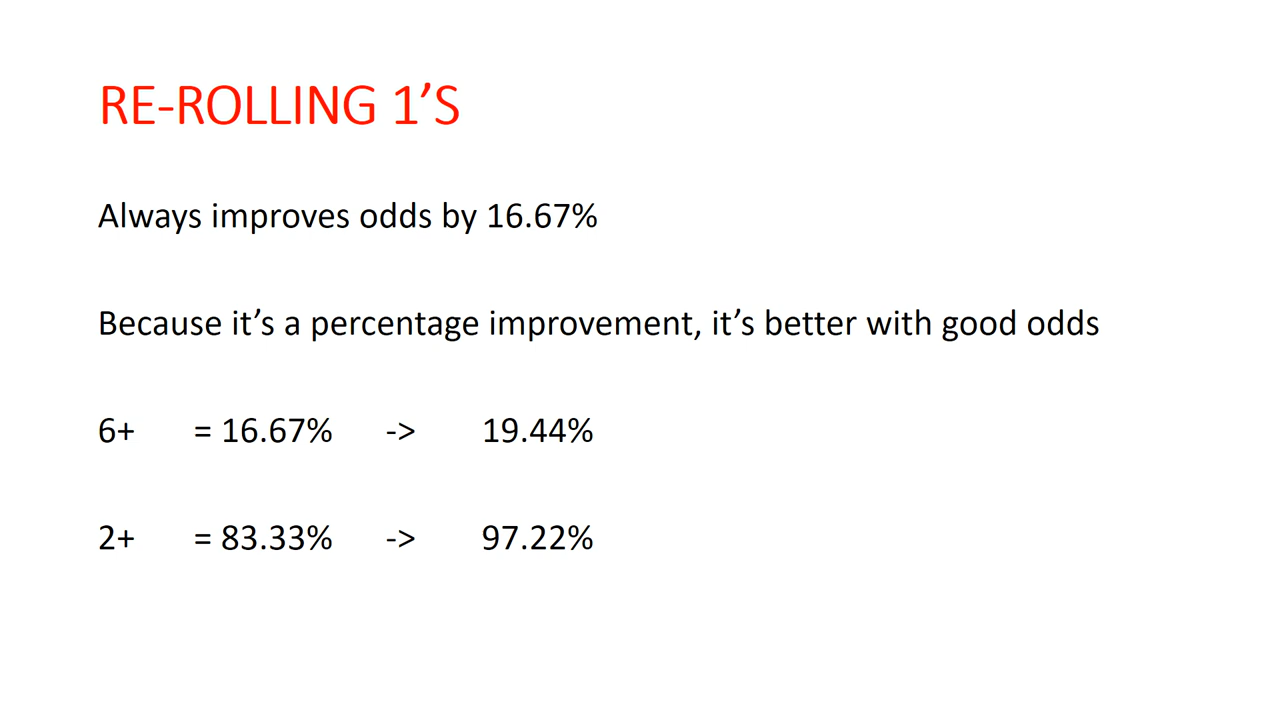 RE-ROLLING 1’S
Always improves odds by 16.67%
Because it’s a percentage improvement, it’s better with good odds
6+ = 16.67% -> 19.44%
2+ = 83.33% -> 97.22%